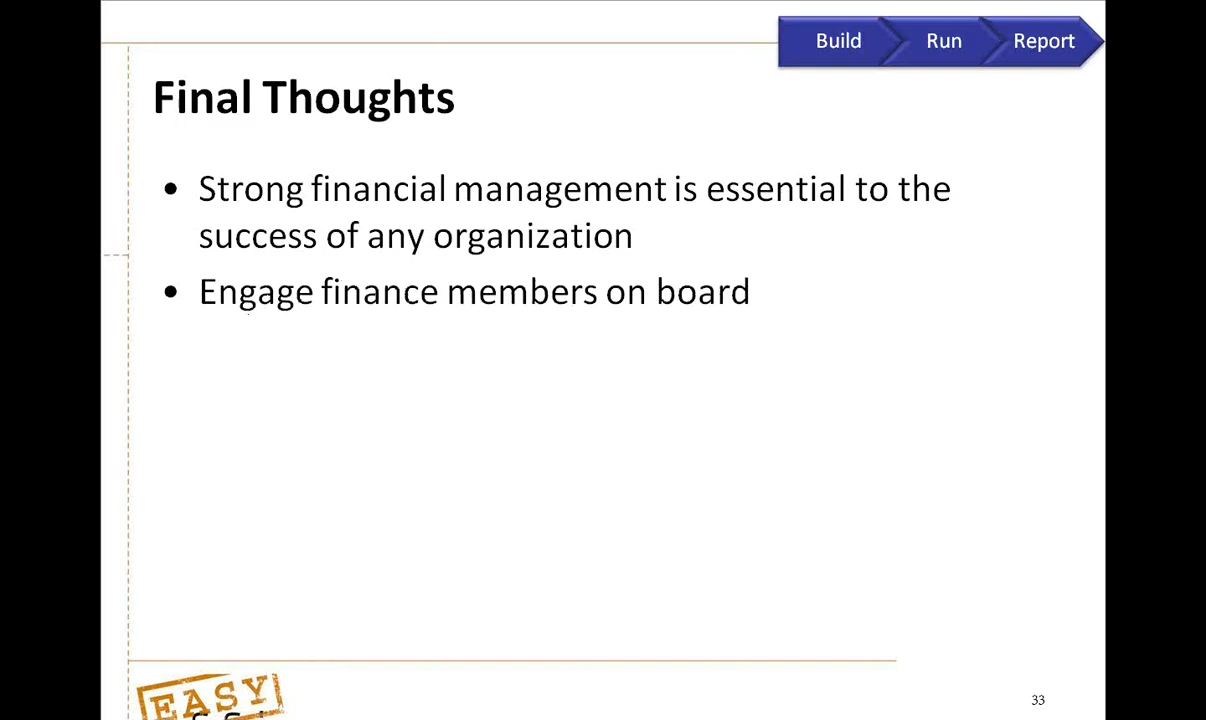 Build Run Report
Final Thoughts
• Strong financial management is essential to the
success of any organization
• Engage finance members on board
EASY
33